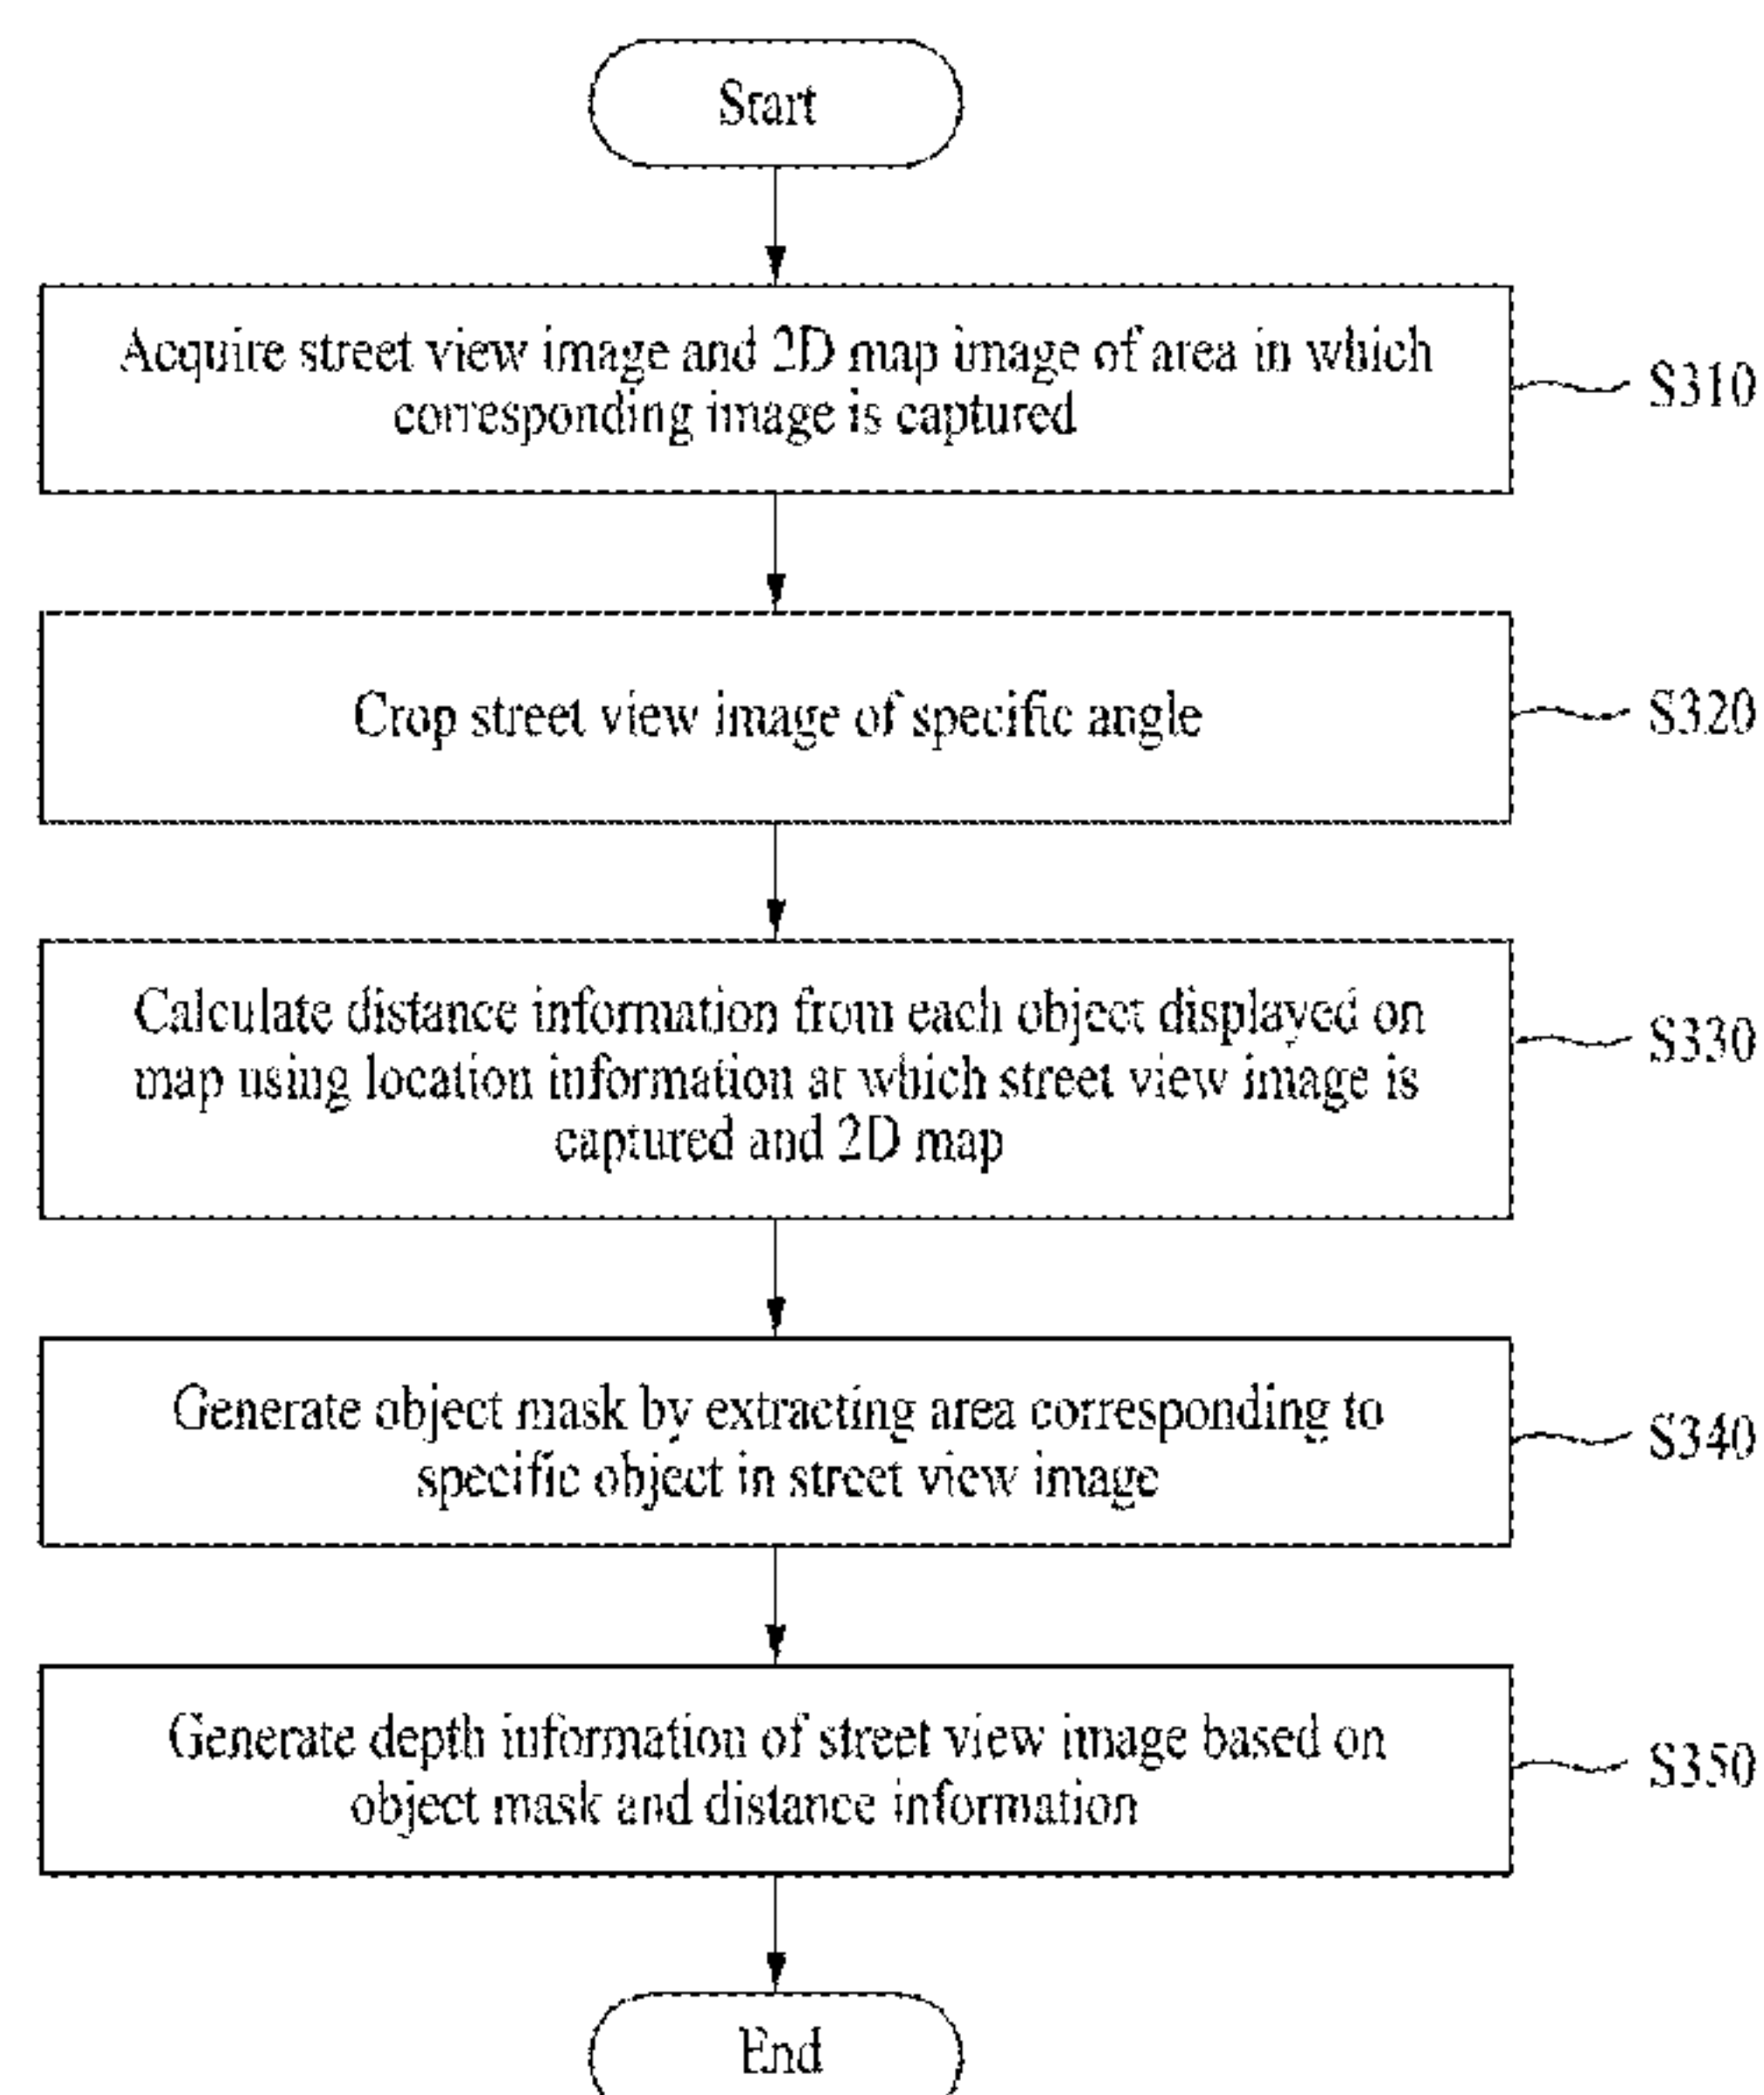 Start
Acquire street view image and 2D map image of area in which
corresponding image is captured
S310
Crop street view image of specific angle
S320
Calculate distance information from each object displayed on
map using location information at which street view image is
captured and 2D map
S330
Generate object mask by extracting area corresponding to
specific object in street view image
S340
Generate depth information of street view image based on
object mask and distance information
S350
End